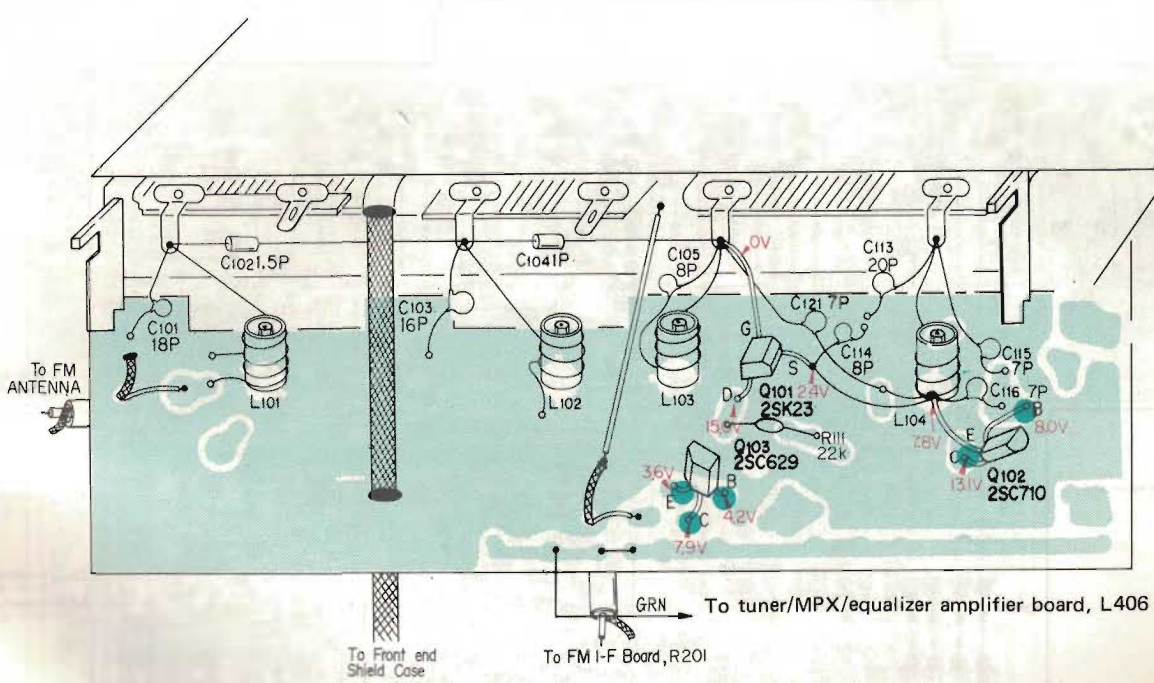 C102 1.5P
C104 1P
C105
8P
0V
C113
20P
C103
16P
C101
18P
C121 7P
G
S
C114
8P
C115
7P
To FM
ANTENNA
L101
L102
L103
D
Q101
2SK23
2.4V
C116
7P
B
8.0V
15.9V
L104
7.8V
E
C
13.1V
Q102
2SC710
Q103
2SC629
R111
22k
3.6V
E
B
4.2V
C
7.9V
GRN
To tuner/MPX/equalizer amplifier board, L406
To Front end
Shield Case
To FM I-F Board, R201